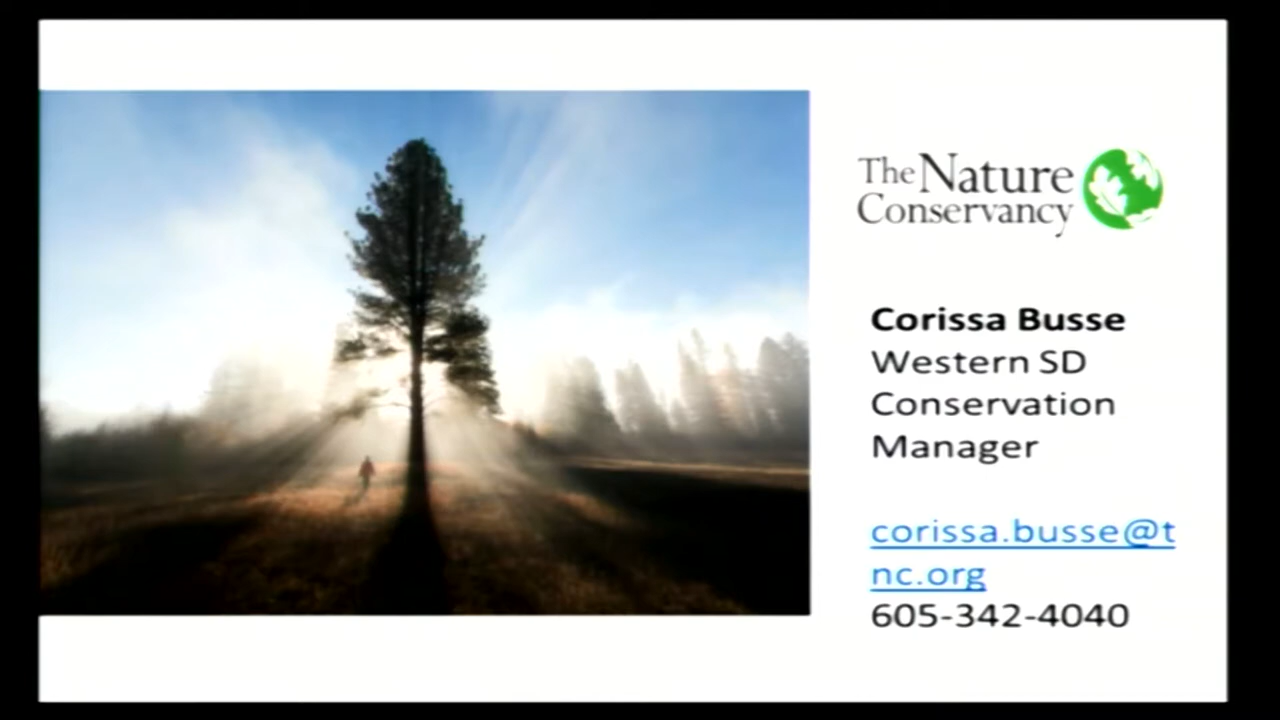 The Nature
Conservancy
Corissa Busse
Western SD
Conservation
Manager
corissa.busse@t
nc.org
605-342-4040